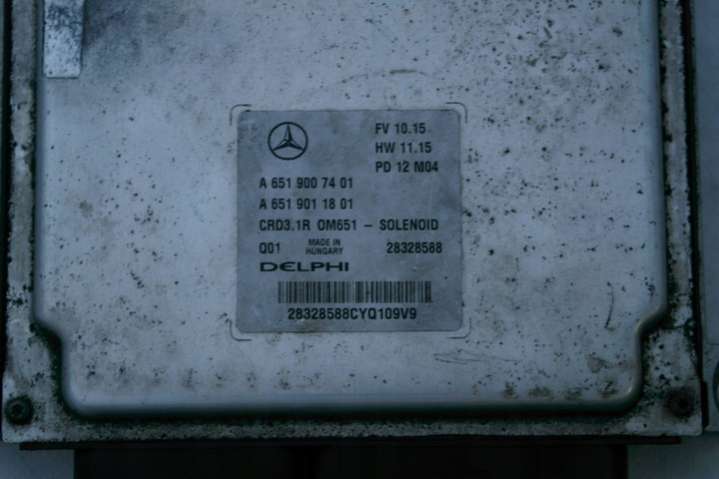 FV 10.15
HW 11.15
PD 12 M04
A 651 900 74 01
A 651 901 18 01
CRD3.1R OM651 - SOLENOID
Q01 MADE IN HUNGARY 28328588
DELPHI
28328588CYQ109V9